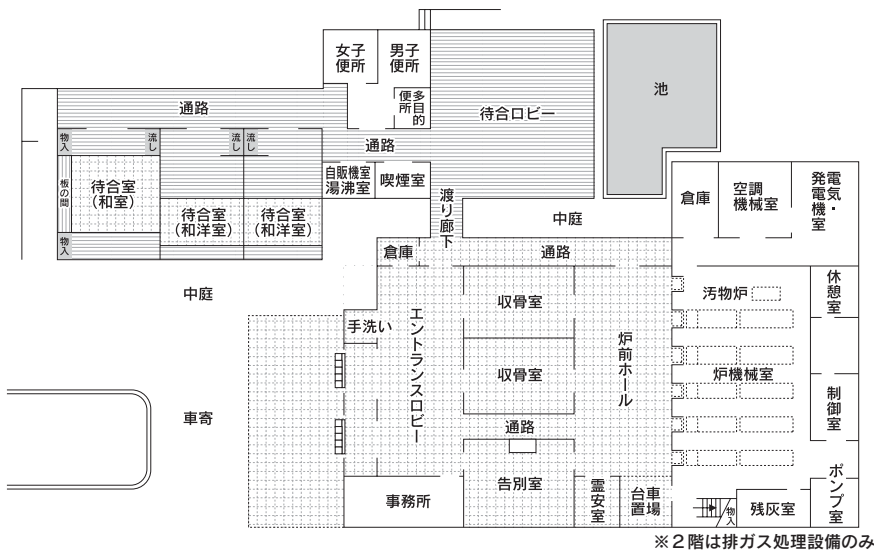 女子
便所
男子
便所
多目的
便所
待合ロビー
池
通路
通路
物入
流し
流し
流し
板の間
待合室
(和室)
待合室
(和洋室)
待合室
(和洋室)
物入
自販機室
湯沸室
喫煙室
渡り廊下
中庭
倉庫
空調
機械室
電気・
発電機室
倉庫
通路
中庭
手洗い
エントランスロビー
収骨室
収骨室
炉前ホール
汚物炉
炉機械室
休憩室
制御室
ポンプ室
車寄
通路
事務所
告別室
霊安室
台車
置場
物入
残灰室
※2階は排ガス処理設備のみ